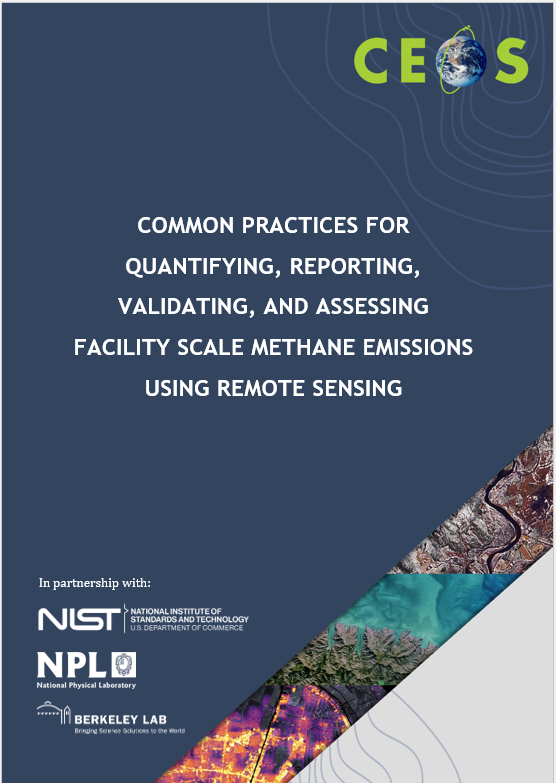 CEOS
COMMON PRACTICES FOR
QUANTIFYING, REPORTING,
VALIDATING, AND ASSESSING
FACILITY SCALE METHANE EMISSIONS
USING REMOTE SENSING
In partnership with:
NIST NATIONAL INSTITUTE OF
STANDARDS AND TECHNOLOGY
U.S. DEPARTMENT OF COMMERCE
NPL
National Physical Laboratory
BERKELEY LAB
Bringing Science Solutions to the World